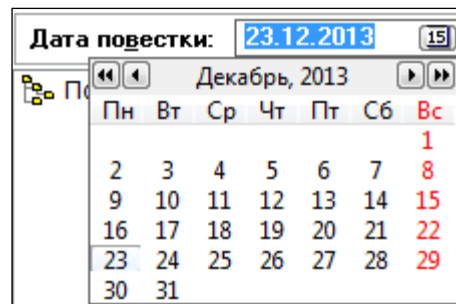 Дата повестки: 23.12.2013 15
Декабрь, 2013
Пн Вт Ср Чт Пт Сб Вс
1
2 3 4 5 6 7 8
9 10 11 12 13 14 15
16 17 18 19 20 21 22
23 24 25 26 27 28 29
30 31